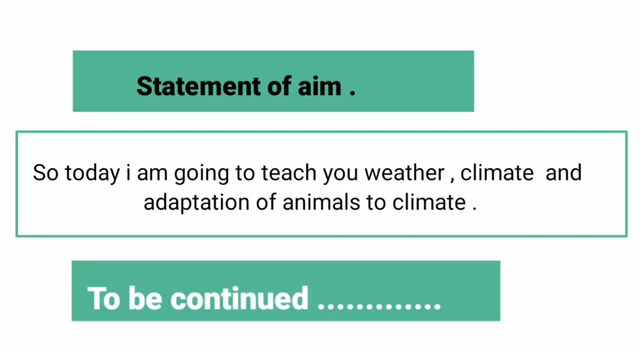 Statement of aim .
So today i am going to teach you weather , climate and
adaptation of animals to climate .
To be continued .............